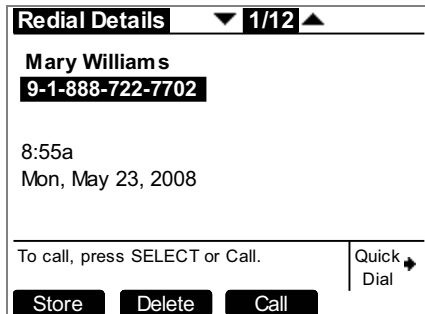 Redial Details 1/12
Mary Williams
9-1-888-722-7702
8:55a
Mon, May 23, 2008
To call, press SELECT or Call.
Quick
Dial
Store Delete Call